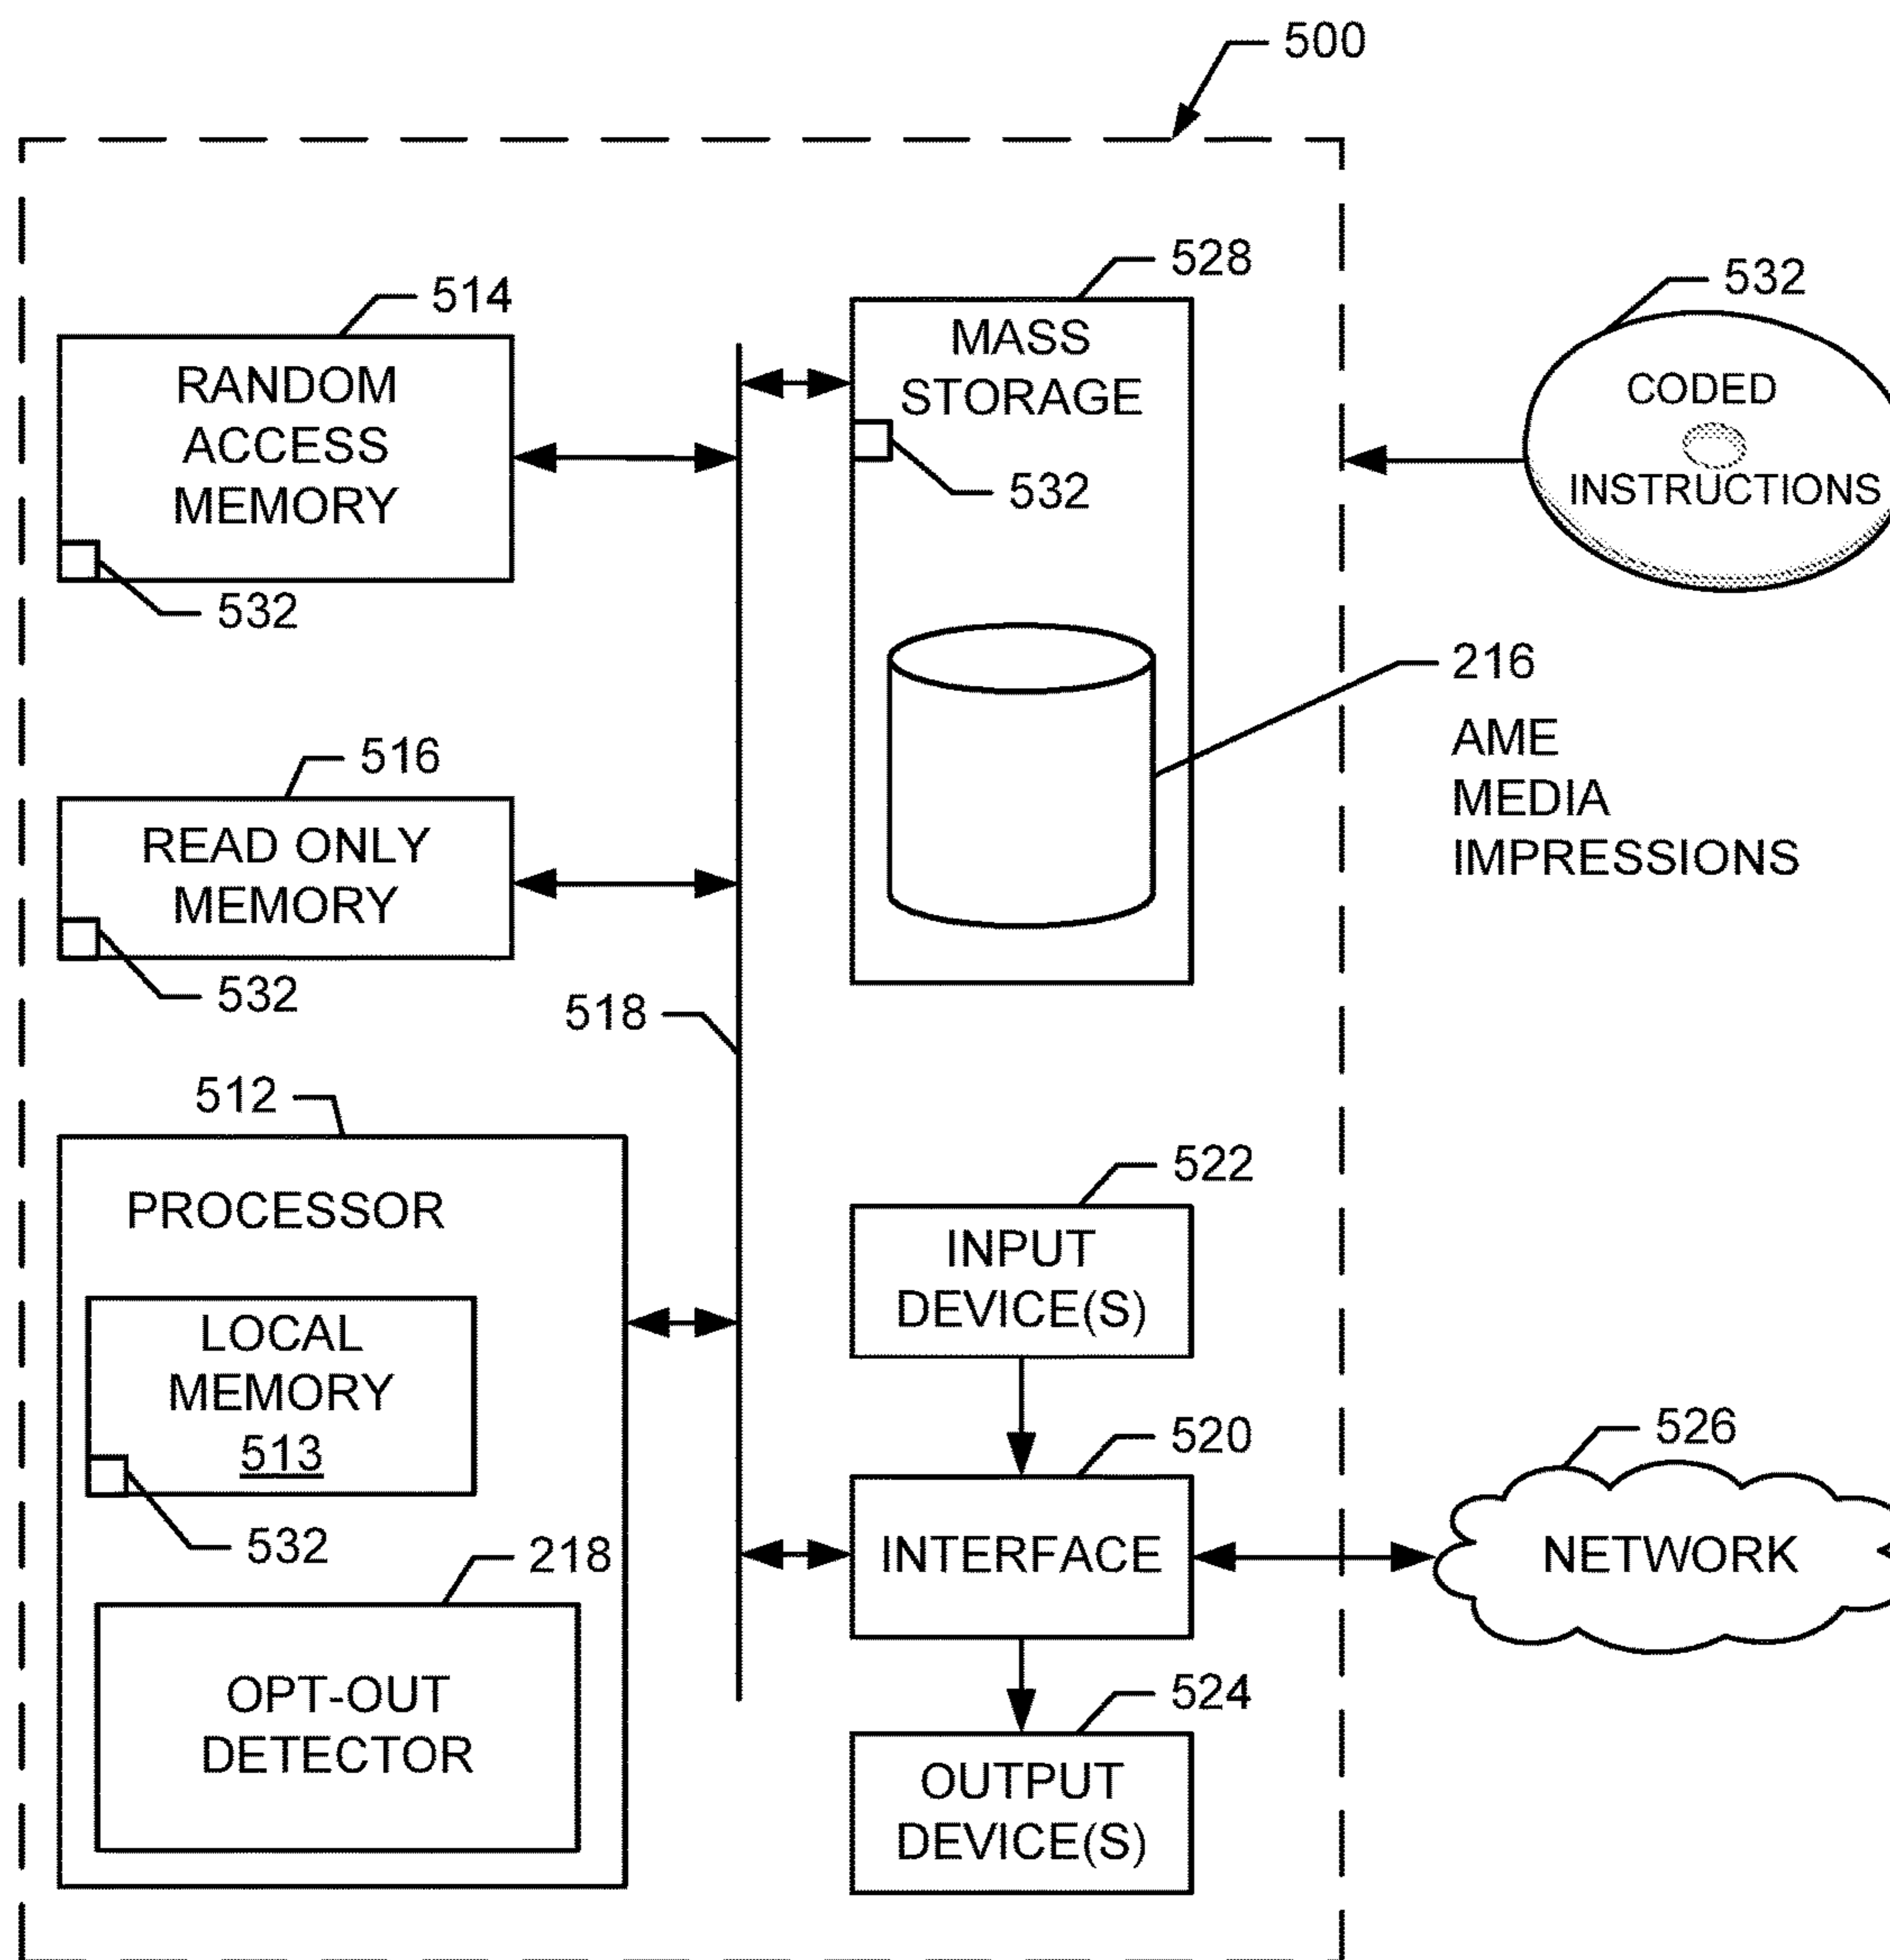 500
514
RANDOM
ACCESS
MEMORY
532
528
MASS
STORAGE
532
532
CODED
INSTRUCTIONS
216
AME
MEDIA
IMPRESSIONS
516
READ ONLY
MEMORY
532
518
512
PROCESSOR
LOCAL
MEMORY
513
532
218
OPT-OUT
DETECTOR
522
INPUT
DEVICE(S)
520
INTERFACE
526
NETWORK
524
OUTPUT
DEVICE(S)